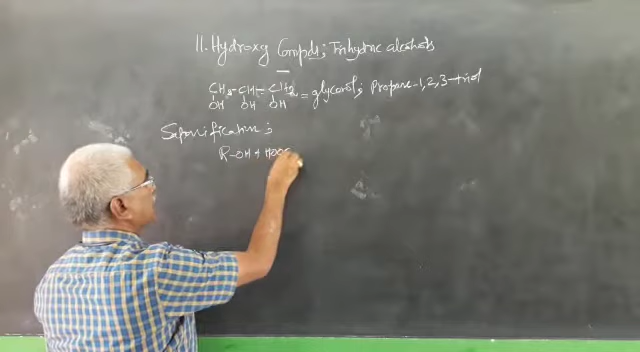 11. Hydroxy Compds; Trihydric alcohols
CH2 - CH - CH2 = glycerol; Propane-1,2,3-triol
OH OH OH
Saponification;
R-OH + HOOC